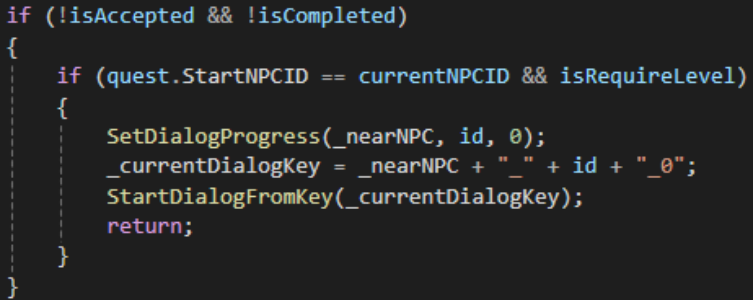 if (!isAccepted && !isCompleted)
{
    if (quest.StartNPCID == currentNPCID && isRequireLevel)
    {
        SetDialogProgress(_nearNPC, id, 0);
        _currentDialogKey = _nearNPC + "_" + id + "_0";
        StartDialogFromKey(_currentDialogKey);
        return;
    }
}